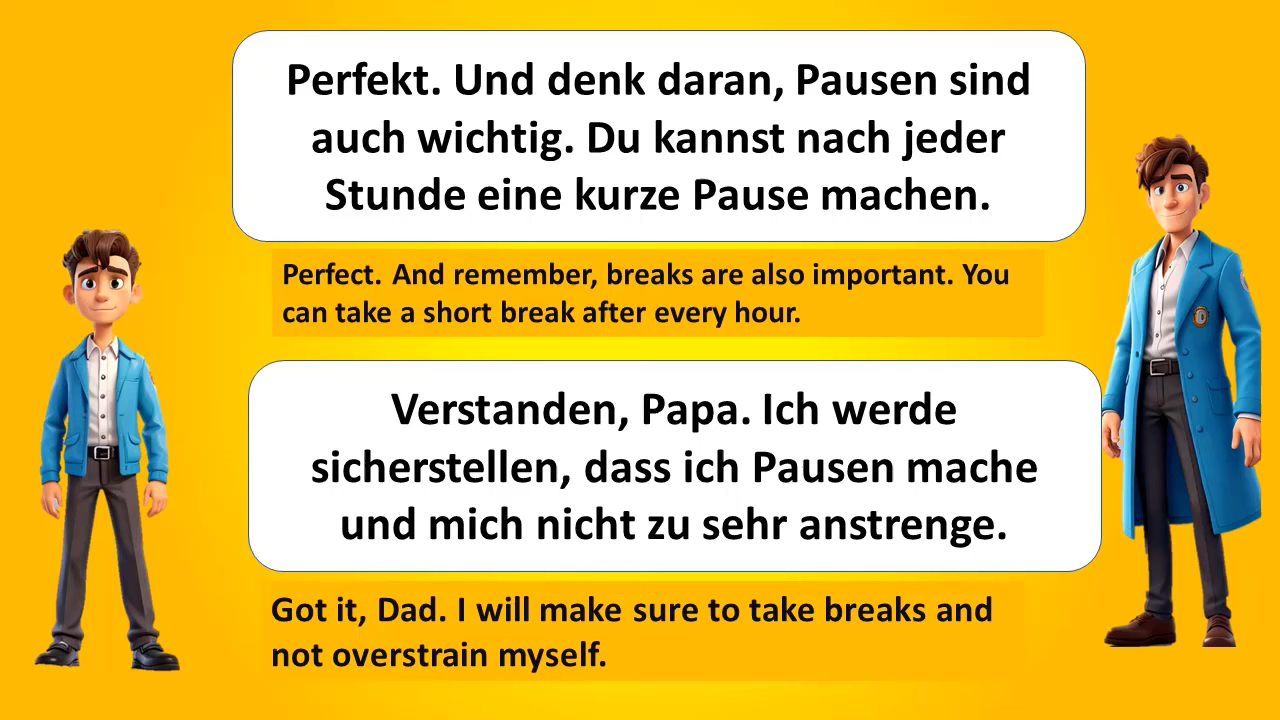 Perfekt. Und denk daran, Pausen sind
auch wichtig. Du kannst nach jeder
Stunde eine kurze Pause machen.
Perfect. And remember, breaks are also important. You
can take a short break after every hour.
Verstanden, Papa. Ich werde
sicherstellen, dass ich Pausen mache
und mich nicht zu sehr anstrenge.
Got it, Dad. I will make sure to take breaks and
not overstrain myself.